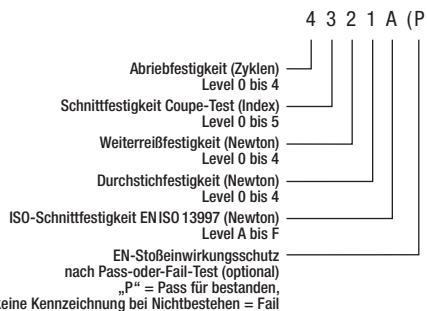 4 3 2 1 A (P
Abriebfestigkeit (Zyklen)
Level 0 bis 4
Schnittfestigkeit Coupe-Test (Index)
Level 0 bis 5
Weiterreißfestigkeit (Newton)
Level 0 bis 4
Durchstichfestigkeit (Newton)
Level 0 bis 4
ISO-Schnittfestigkeit EN ISO 13997 (Newton)
Level A bis F
EN-Stoßeinwirkungsschutz
nach Pass-oder-Fail-Test (optional)
„P“ = Pass für bestanden,
keine Kennzeichnung bei Nichtbestehen = Fail